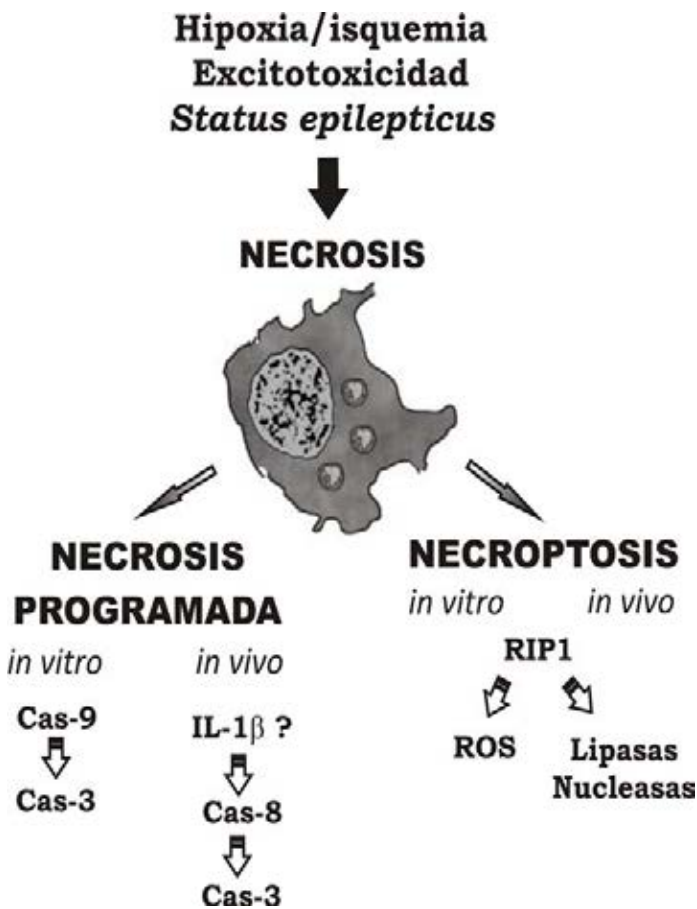 Hipoxia/isquemia
Excitotoxicidad
Status epilepticus
NECROSIS
NECROSIS
PROGRAMADA
in vitro
in vivo
Cas-9
Cas-3
IL-1β ?
Cas-8
Cas-3
NECROPTOSIS
in vitro
in vivo
RIP1
ROS
Lipasas
Nucleasas